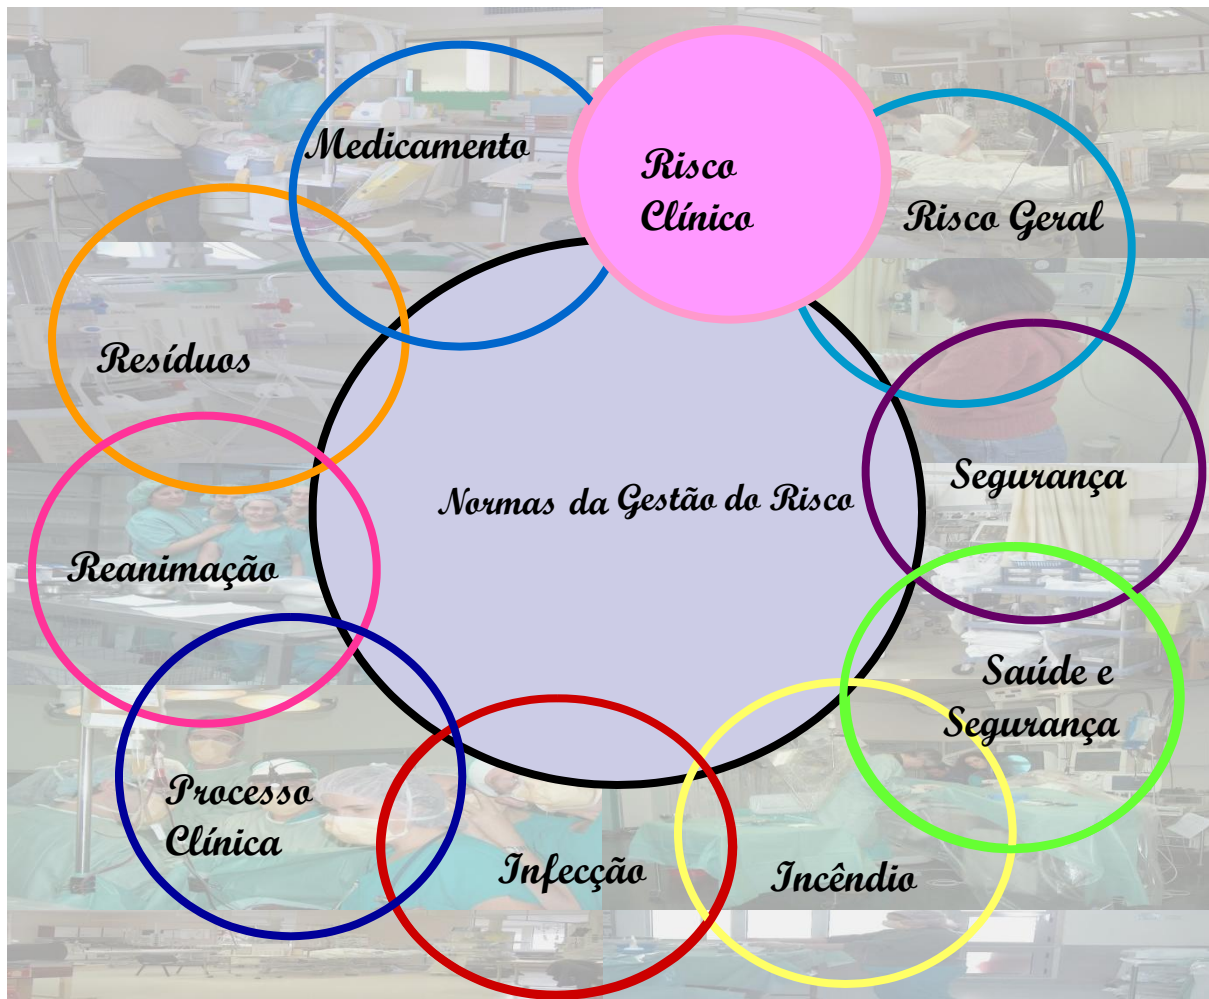 Medicamento
Risco
Clínico
Risco Geral
Resíduos
Segurança
Normas da Gestão do Risco
Reanimação
Saúde e
Segurança
Processo
Clínica
Infecção
Incêndio